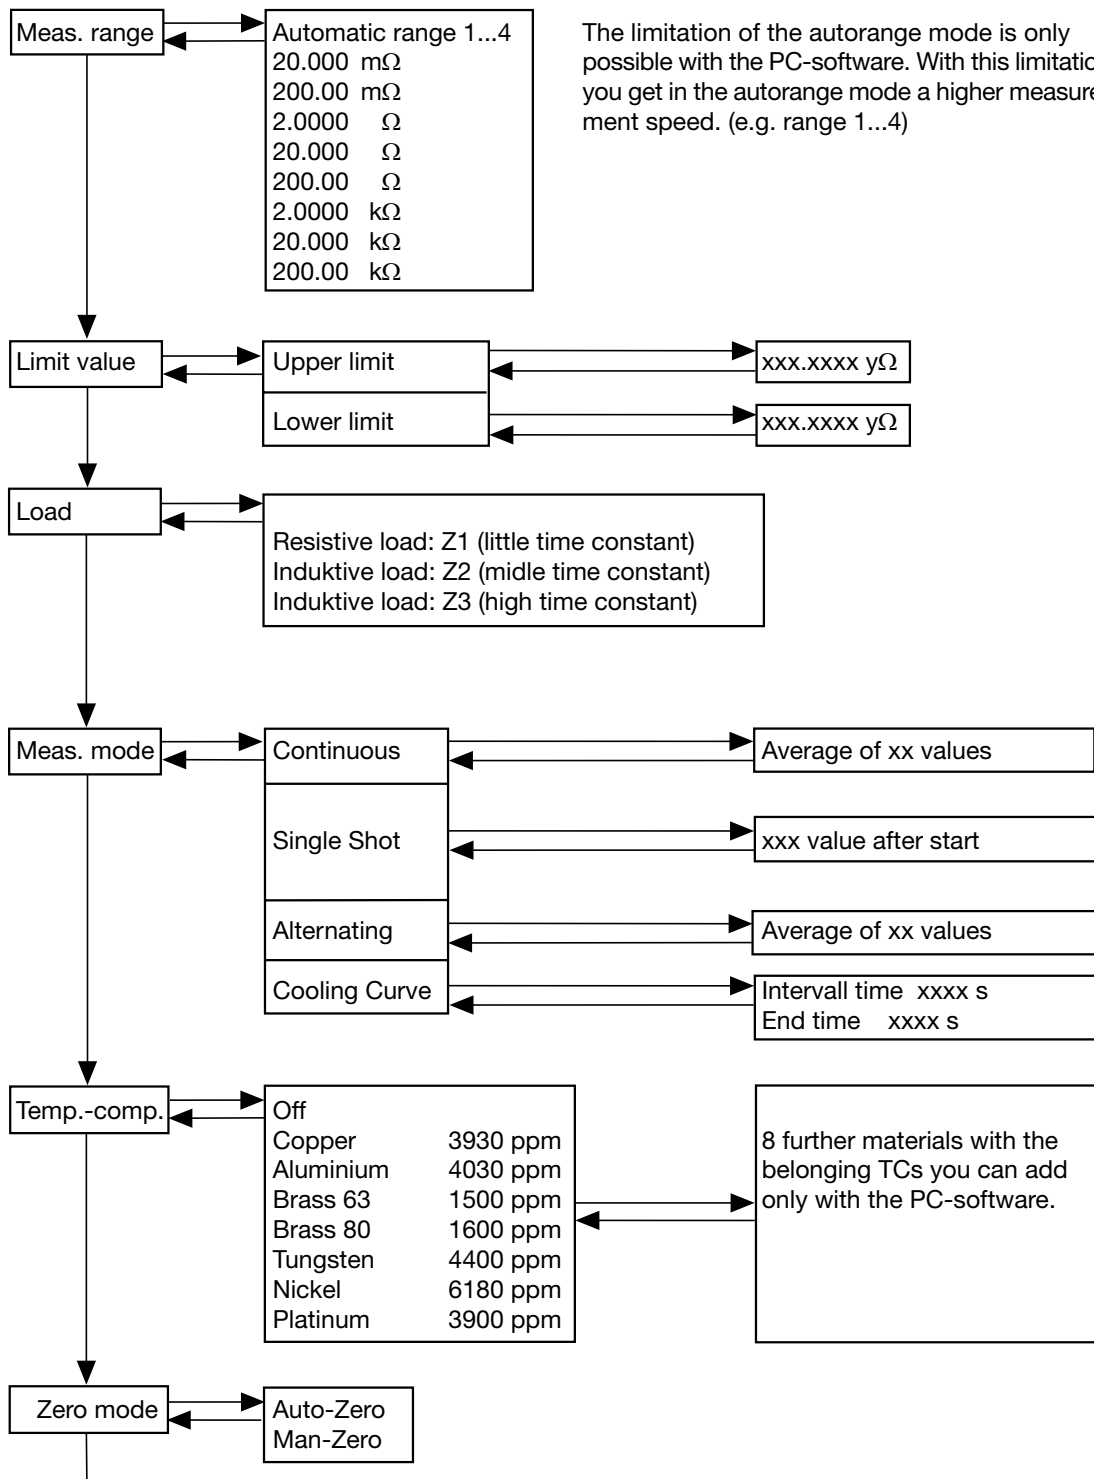 Meas. range
Automatic range 1...4
20.000 mΩ
200.00 mΩ
2.0000 Ω
20.000 Ω
200.00 Ω
2.0000 kΩ
20.000 kΩ
200.00 kΩ
The limitation of the autorange mode is only
possible with the PC-software. With this limitatio
you get in the autorange mode a higher measure
ment speed. (e.g. range 1...4)
Limit value
Upper limit
xxx.xxxx yΩ
Lower limit
xxx.xxxx yΩ
Load
Resistive load: Z1 (little time constant)
Induktive load: Z2 (midle time constant)
Induktive load: Z3 (high time constant)
Meas. mode
Continuous
Average of xx values
Single Shot
xxx value after start
Alternating
Average of xx values
Cooling Curve
Intervall time xxxx s
End time xxxx s
Temp.-comp.
Off
Copper 3930 ppm
Aluminium 4030 ppm
Brass 63 1500 ppm
Brass 80 1600 ppm
Tungsten 4400 ppm
Nickel 6180 ppm
Platinum 3900 ppm
8 further materials with the
belonging TCs you can add
only with the PC-software.
Zero mode
Auto-Zero
Man-Zero